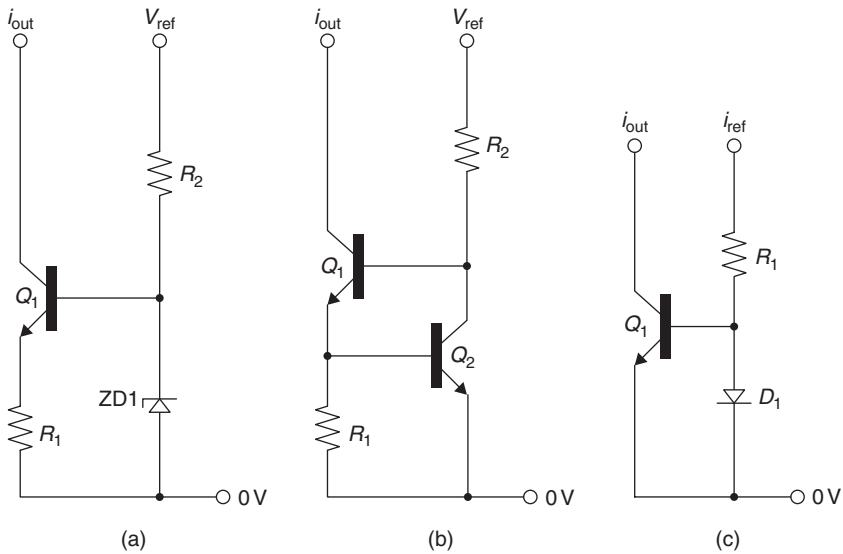 i_out
V_ref
i_out
V_ref
R_2
R_2
i_out
i_ref
Q_1
Q_1
R_1
Q_1
Q_2
ZD1
D_1
R_1
R_1
0 V
0 V
0 V
(a)
(b)
(c)